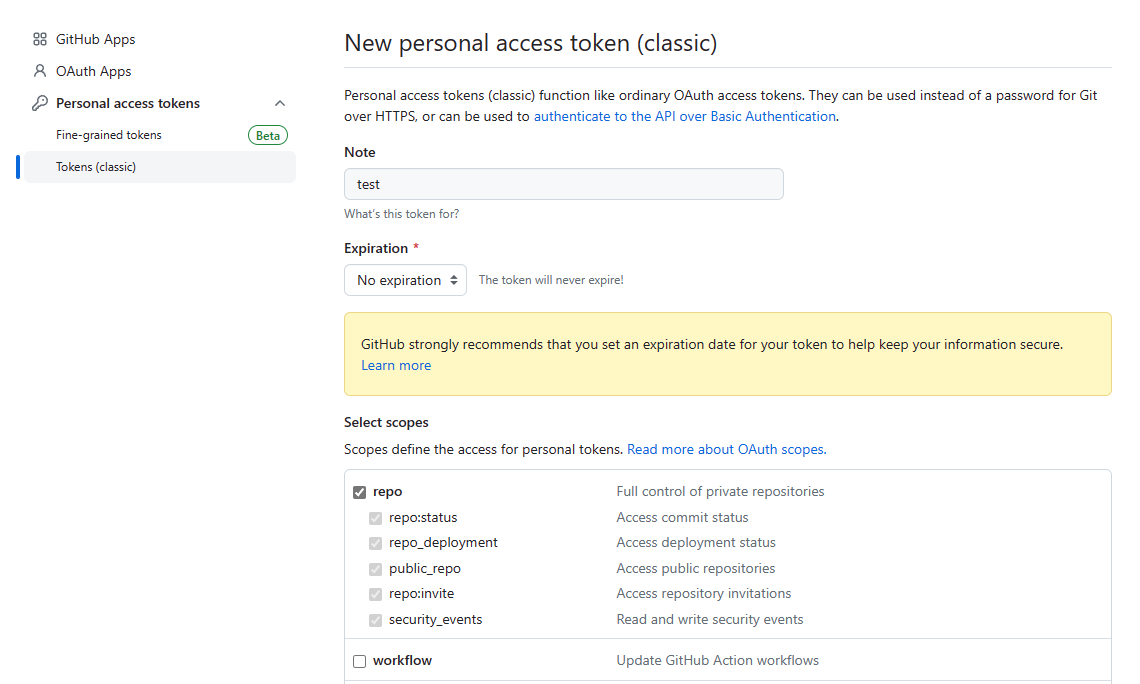 GitHub Apps
OAuth Apps
Personal access tokens
Fine-grained tokens
Beta
Tokens (classic)
New personal access token (classic)
Personal access tokens (classic) function like ordinary OAuth access tokens. They can be used instead of a password for Git
over HTTPS, or can be used to authenticate to the API over Basic Authentication.
Note
test
What's this token for?
Expiration *
No expiration
The token will never expire!
GitHub strongly recommends that you set an expiration date for your token to help keep your information secure.
Learn more
Select scopes
Scopes define the access for personal tokens. Read more about OAuth scopes.
repo Full control of private repositories
repo:status Access commit status
repo_deployment Access deployment status
public_repo Access public repositories
repo:invite Access repository invitations
security_events Read and write security events
workflow Update GitHub Action workflows